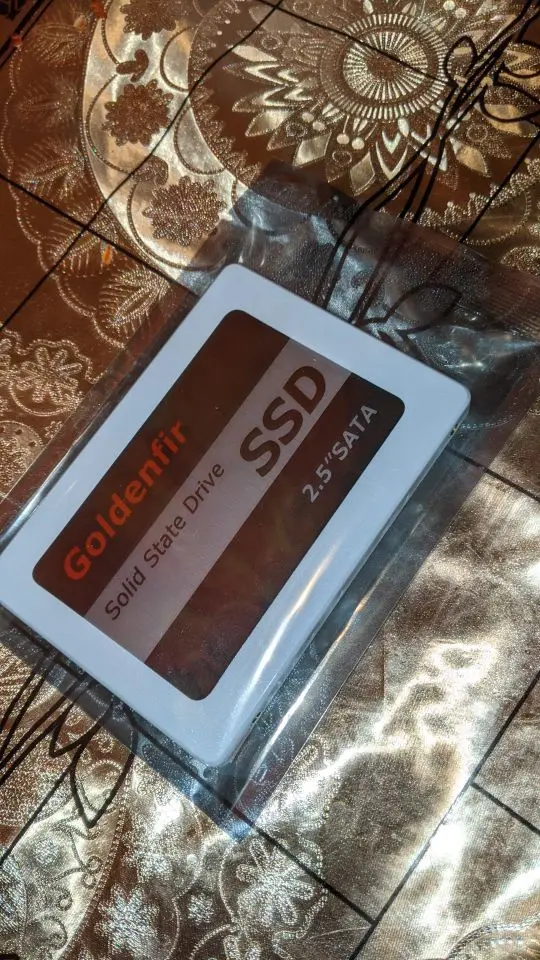 Goldenfir
Solid State Drive
SSD
2.5"SATA